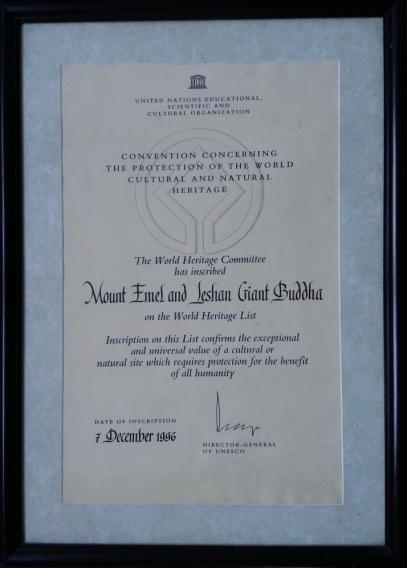 UNITED NATIONS EDUCATIONAL,
SCIENTIFIC AND
CULTURAL ORGANIZATION
CONVENTION CONCERNING
THE PROTECTION OF THE WORLD
CULTURAL AND NATURAL
HERITAGE
The World Heritage Committee
has inscribed
Mount Emei and Leshan Giant Buddha
on the World Heritage List
Inscription on this List confirms the exceptional
and universal value of a cultural or
natural site which requires protection for the benefit
of all humanity
DATE OF INSCRIPTION
7 December 1996
DIRECTOR-GENERAL
OF UNESCO